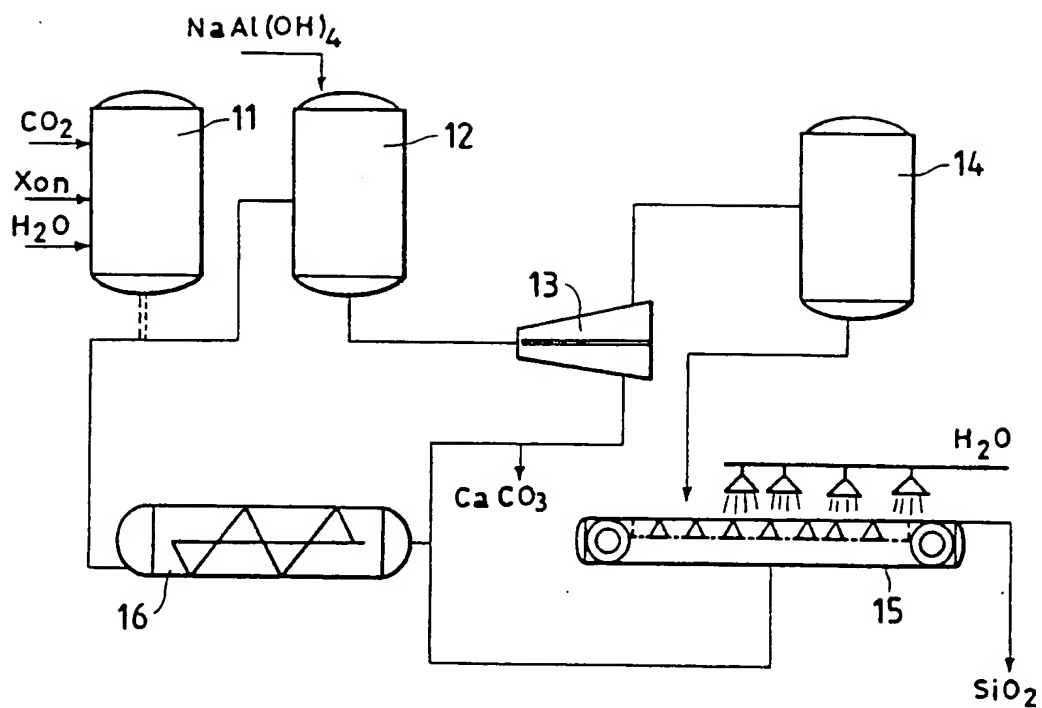 NaAl(OH)4
11
CO2
12
14
Xon
H2O
13
H2O
CaCO3
16
15
SiO2